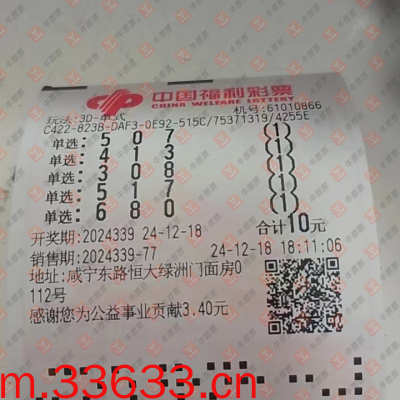 中国福利彩票
CHINA WELFARE LOTTERY
玩法:3D-单式 机号:61010866
C422-823B-DAF3-0E92-515C/75371319/4255E
单选: 5 0 7 (1)
单选: 4 1 3 (1)
单选: 3 0 8 (1)
单选: 5 1 7 (1)
单选: 6 8 0 (1)
开奖期:2024339 24-12-18 合计10元
销售期:2024339-77 24-12-18 18:11:06
地址:咸宁东路恒大绿洲门面房0
112号
感谢您为公益事业贡献3.40元
m.33633.cn